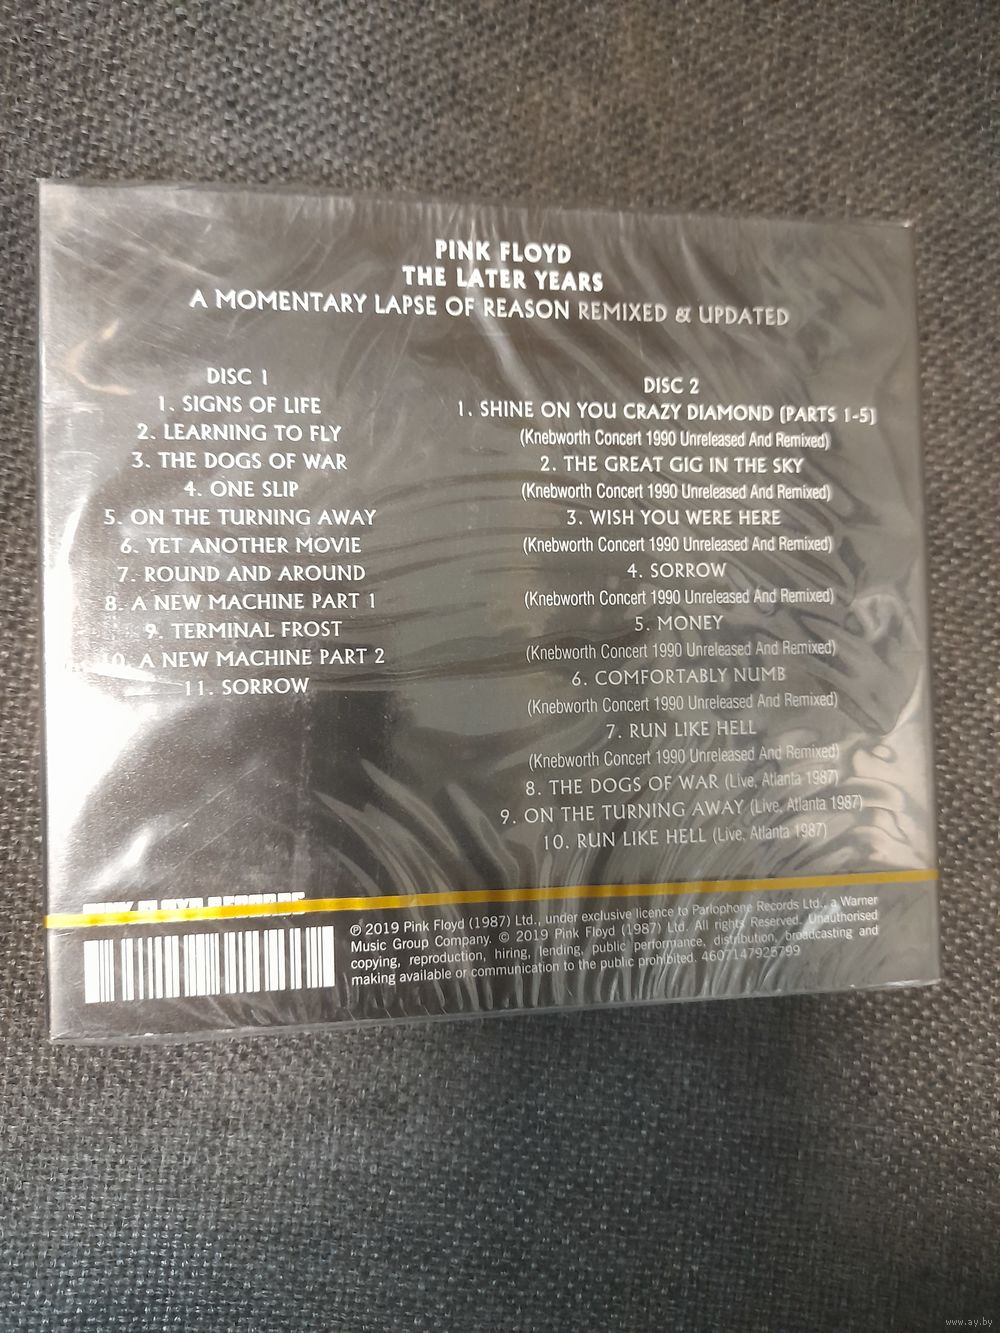 PINK FLOYD
THE LATER YEARS
A MOMENTARY LAPSE OF REASON REMIXED & UPDATED
DISC 1
1. SIGNS OF LIFE
2. LEARNING TO FLY
3. THE DOGS OF WAR
4. ONE SLIP
5. ON THE TURNING AWAY
6. YET ANOTHER MOVIE
7. ROUND AND AROUND
8. A NEW MACHINE PART 1
9. TERMINAL FROST
10. A NEW MACHINE PART 2
11. SORROW
DISC 2
1. SHINE ON YOU CRAZY DIAMOND (PARTS 1-5)
(Knebworth Concert 1990 Unreleased And Remixed)
2. THE GREAT GIG IN THE SKY
(Knebworth Concert 1990 Unreleased And Remixed)
3. WISH YOU WERE HERE
(Knebworth Concert 1990 Unreleased And Remixed)
4. SORROW
(Knebworth Concert 1990 Unreleased And Remixed)
5. MONEY
(Knebworth Concert 1990 Unreleased And Remixed)
6. COMFORTABLY NUMB
(Knebworth Concert 1990 Unreleased And Remixed)
7. RUN LIKE HELL
(Knebworth Concert 1990 Unreleased And Remixed)
8. THE DOGS OF WAR (Live, Atlanta 1987)
9. ON THE TURNING AWAY (Live, Atlanta 1987)
10. RUN LIKE HELL (Live, Atlanta 1987)
PINK FLOYD RECORDS
℗ 2019 Pink Floyd (1987) Ltd., under exclusive licence to Parlophone Records Ltd., a Warner
Music Group Company. © 2019 Pink Floyd (1987) Ltd. All rights Reserved. Unauthorised
copying, reproduction, hiring, lending, public performance, distribution, broadcasting and
making available or communication to the public prohibited. 4607147925799
www.ay.by